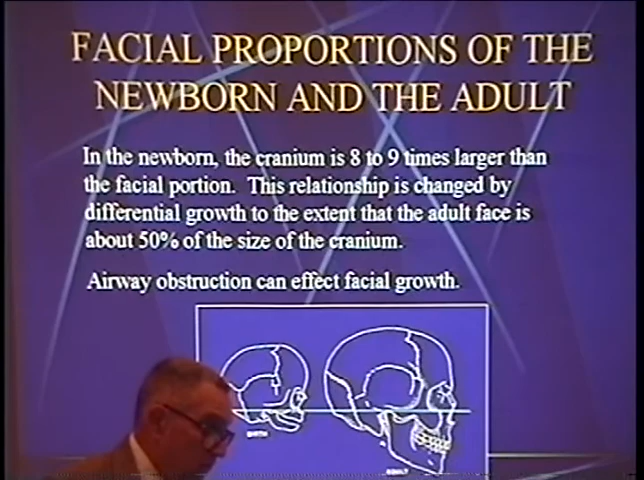 FACIAL PROPORTIONS OF THE
NEWBORN AND THE ADULT
In the newborn, the cranium is 8 to 9 times larger than
the facial portion. This relationship is changed by
differential growth to the extent that the adult face is
about 50% of the size of the cranium.
Airway obstruction can effect facial growth.
BIRTH
ADULT